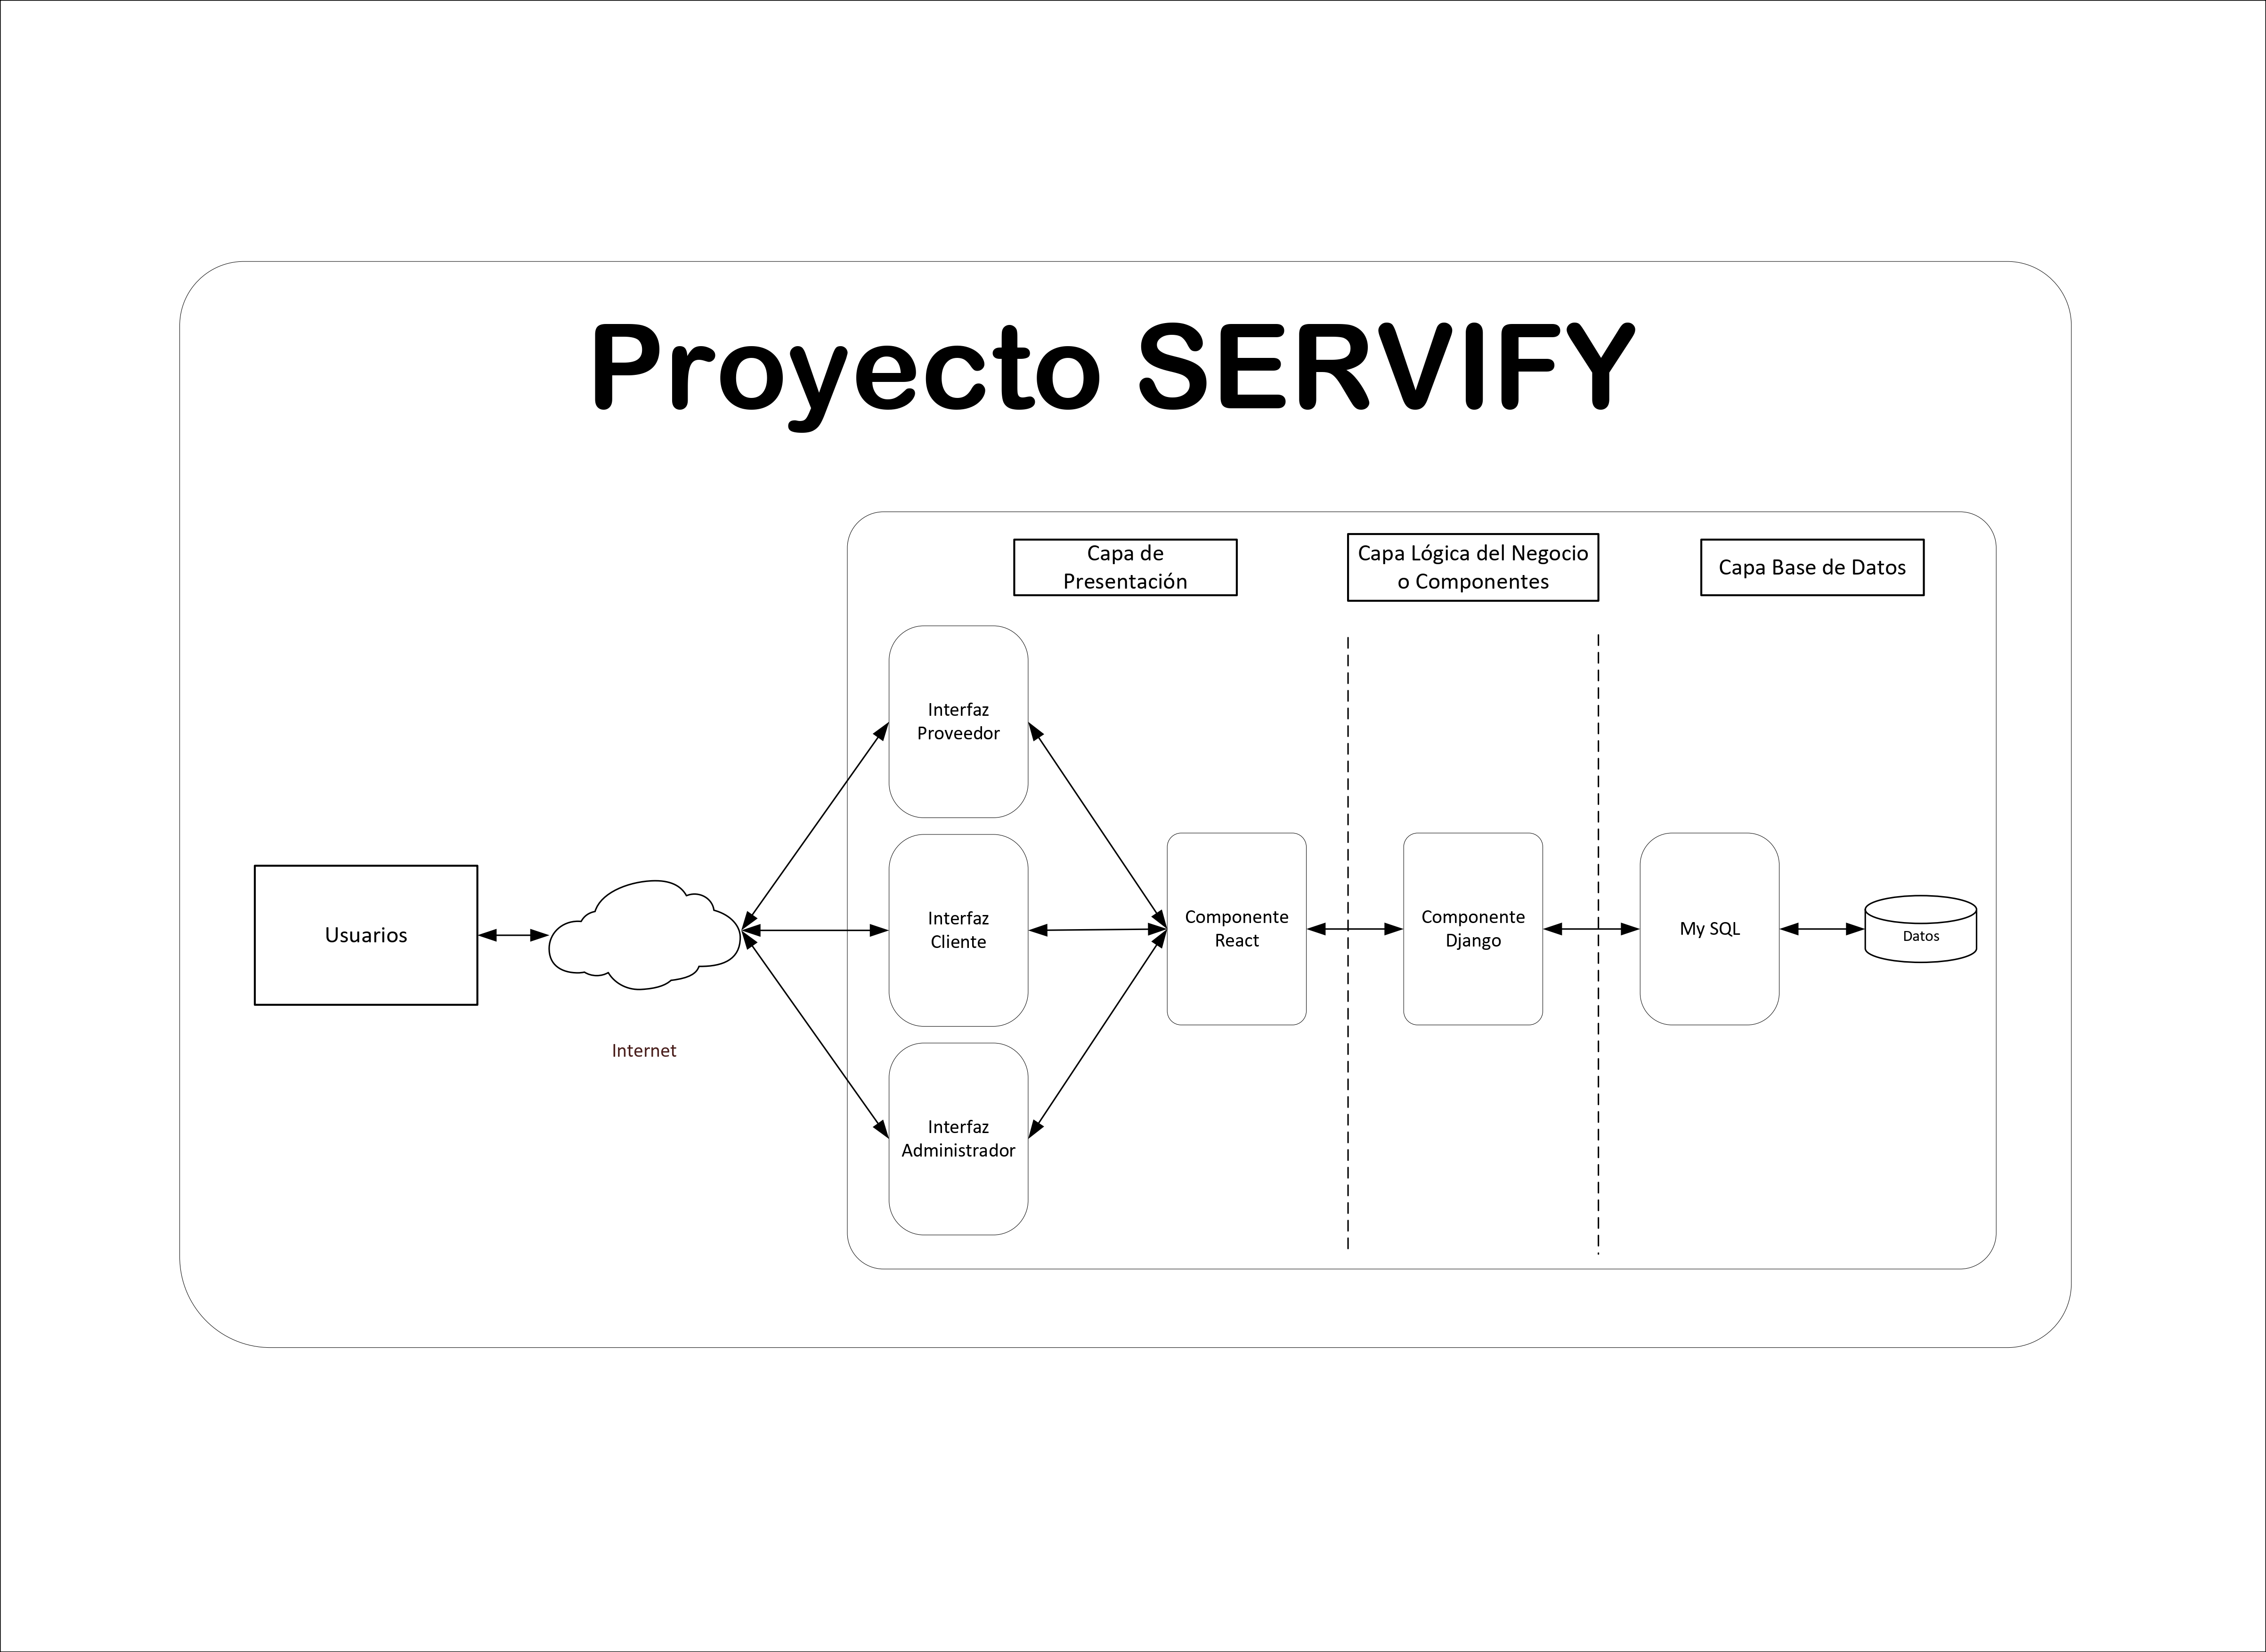 Proyecto SERVIFY
Capa de
Presentación
Capa Lógica del Negocio
o Componentes
Capa Base de Datos
Interfaz
Proveedor
Usuarios
Internet
Interfaz
Cliente
Componente
React
Componente
Django
My SQL
Datos
Interfaz
Administrador